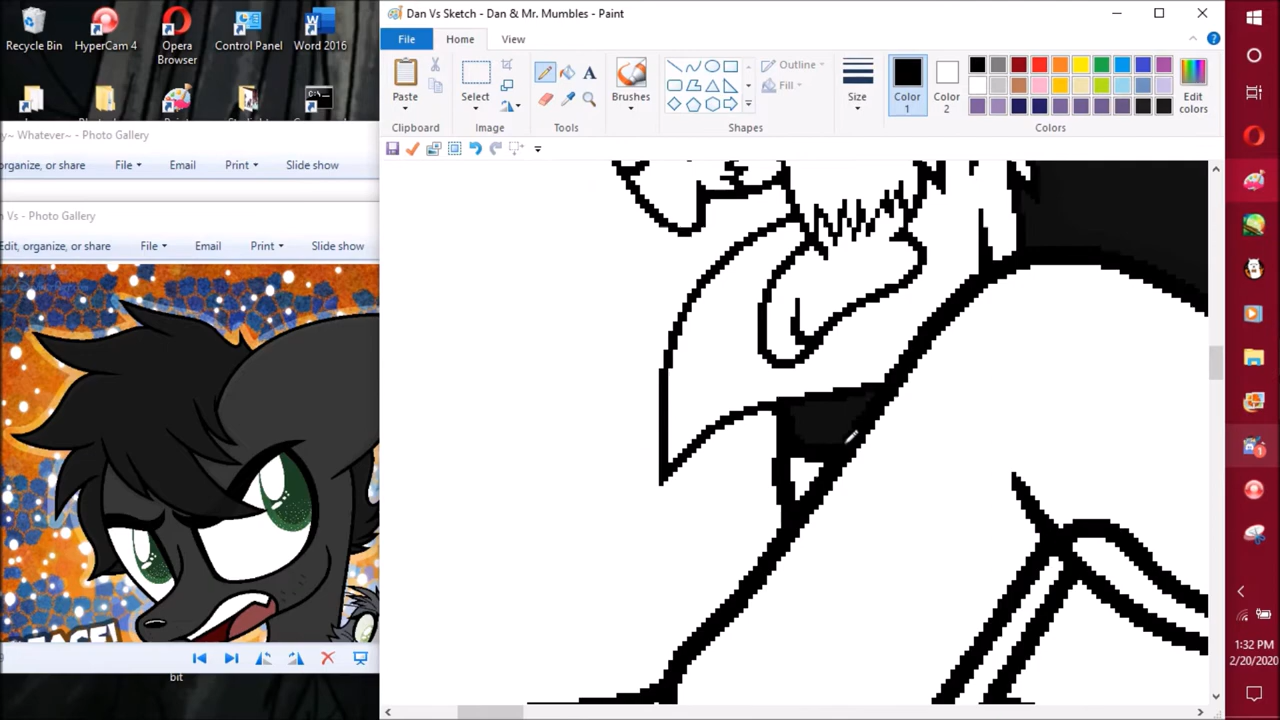 Recycle Bin
HyperCam 4
Opera
Browser
Control Panel
Word 2016
Dan Vs Sketch - Dan & Mr. Mumbles - Paint
File
Home
View
Paste
Select
Outline
Fill
Brushes
Size
Color
1
Color
2
Edit
colors
Clipboard
Image
Tools
Shapes
Colors
y~ Whatever~ - Photo Gallery
organize, or share
File
Email
Print
Slide show
n Vs - Photo Gallery
Edit, organize, or share
File
Email
Print
Slide show
FACE!
bit
1
1:32 PM
2/20/2020